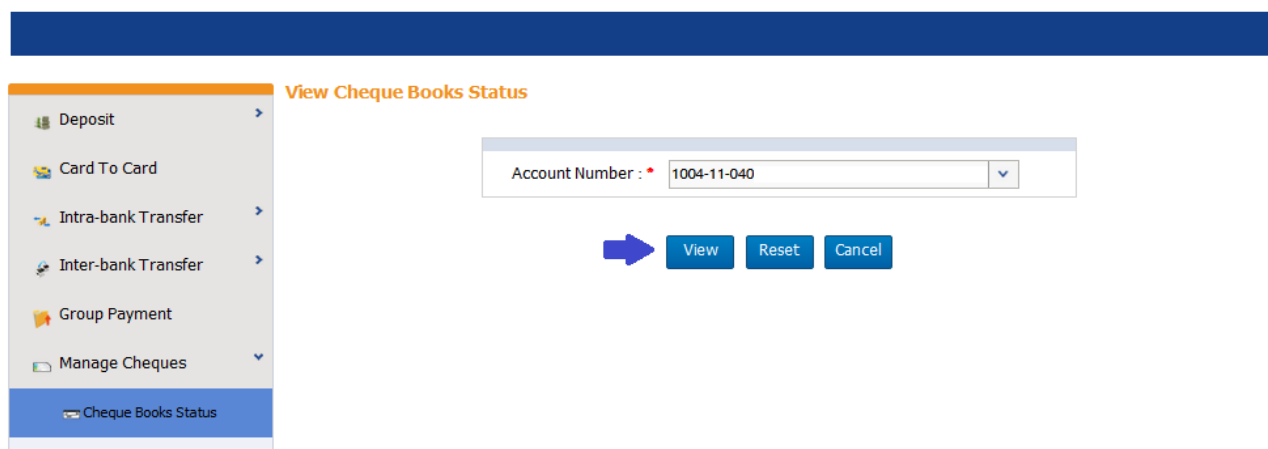 View Cheque Books Status
Deposit
Card To Card
Intra-bank Transfer
Inter-bank Transfer
Group Payment
Manage Cheques
Cheque Books Status
Account Number : * 1004-11-040
View Reset Cancel